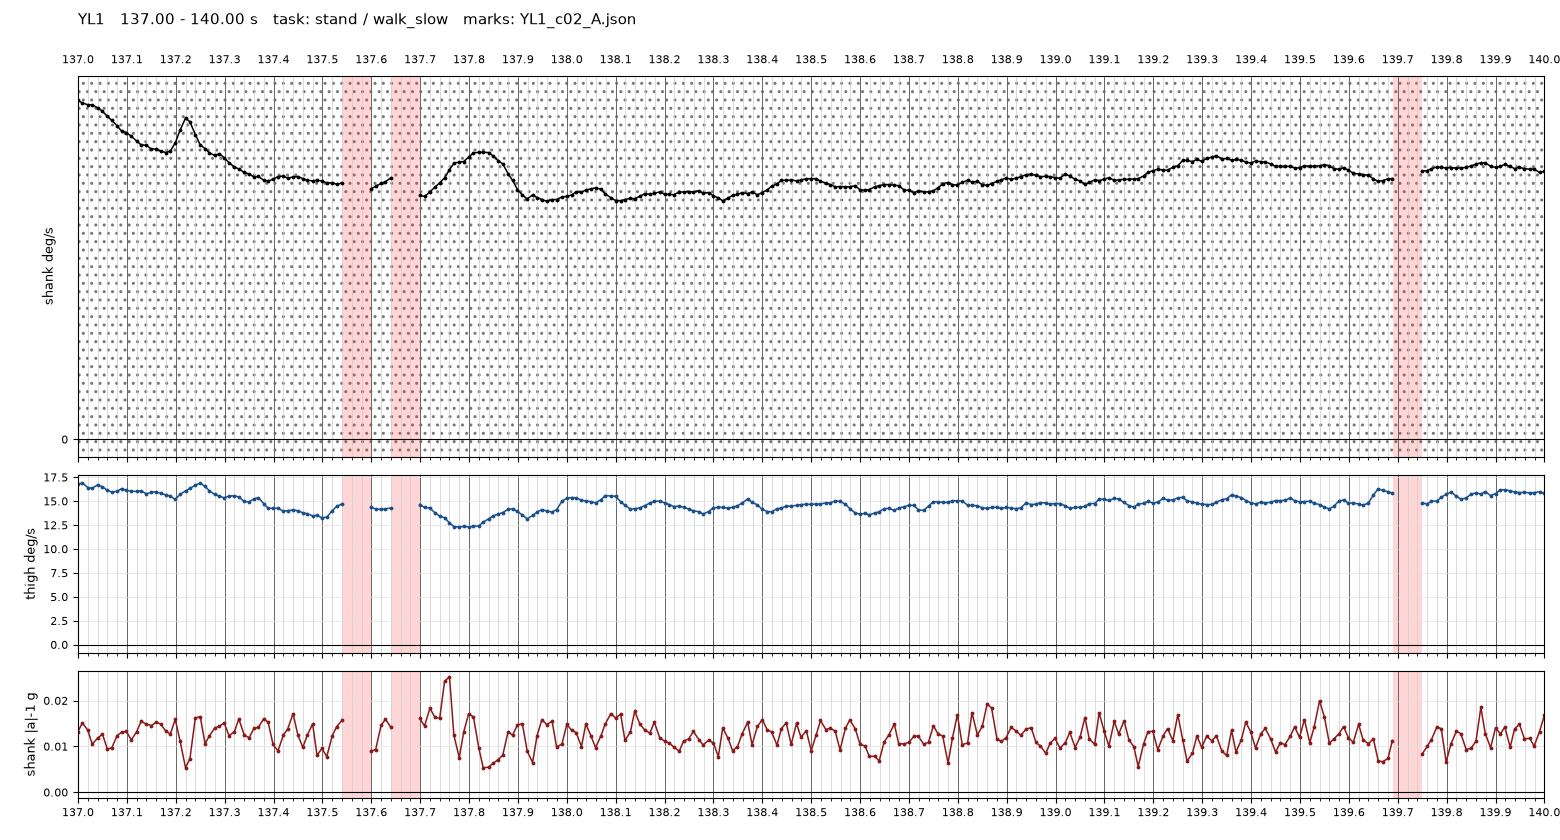 YL1   137.00 - 140.00 s   task: stand / walk_slow   marks: YL1_c02_A.json
137.0 137.1 137.2 137.3 137.4 137.5 137.6 137.7 137.8 137.9 138.0 138.1 138.2 138.3 138.4 138.5 138.6 138.7 138.8 138.9 139.0 139.1 139.2 139.3 139.4 139.5 139.6 139.7 139.8 139.9 140.0
shank deg/s
0
thigh deg/s
17.5
15.0
12.5
10.0
7.5
5.0
2.5
0.0
shank |a|-1 g
0.02
0.01
0.00
137.0 137.1 137.2 137.3 137.4 137.5 137.6 137.7 137.8 137.9 138.0 138.1 138.2 138.3 138.4 138.5 138.6 138.7 138.8 138.9 139.0 139.1 139.2 139.3 139.4 139.5 139.6 139.7 139.8 139.9 140.0